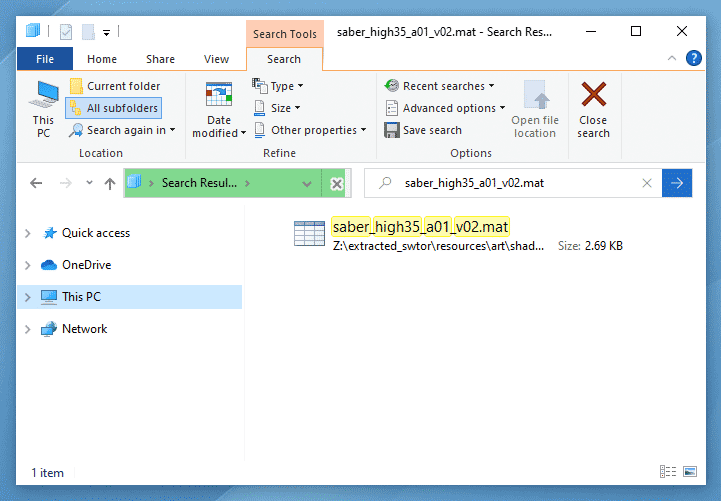 Search Tools
saber_high35_a01_v02.mat - Search Res...
File Home Share View Search
This PC
Current folder
All subfolders
Search again in
Location
Date modified
Type
Size
Other properties
Refine
Recent searches
Advanced options
Save search
Open file location
Options
Close search
Search Resul...
saber_high35_a01_v02.mat
Quick access
OneDrive
This PC
Network
saber_high35_a01_v02.mat
Z:\extracted_swtor\resources\art\shad...
Size: 2.69 KB
1 item